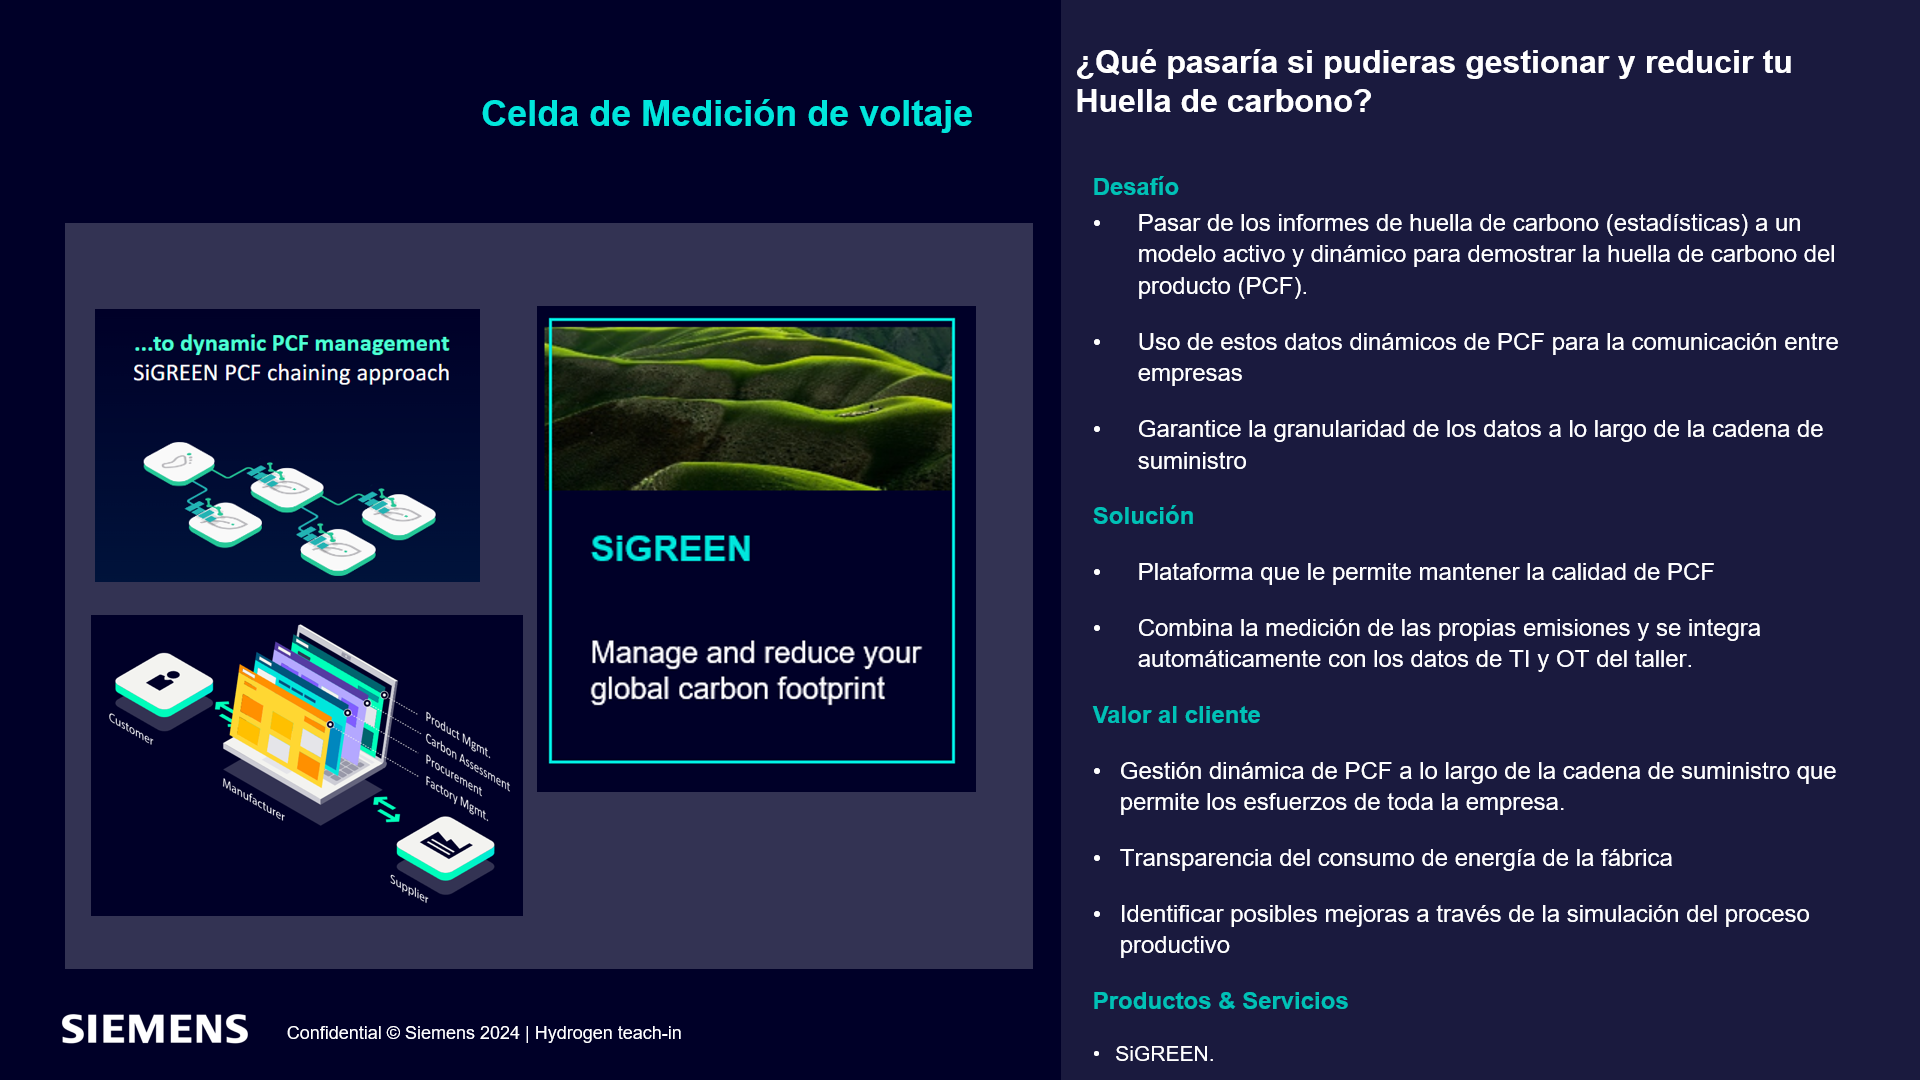 Celda de Medición de voltaje
...to dynamic PCF management
SiGREEN PCF chaining approach
SiGREEN
Manage and reduce your
global carbon footprint
Customer
Manufacturer
Product Mgmt.
Carbon Assessment
Procurement
Factory Mgmt.
Supplier
SIEMENS
Confidential © Siemens 2024 | Hydrogen teach-in
¿Qué pasaría si pudieras gestionar y reducir tu
Huella de carbono?
Desafío
• Pasar de los informes de huella de carbono (estadísticas) a un
modelo activo y dinámico para demostrar la huella de carbono del
producto (PCF).
• Uso de estos datos dinámicos de PCF para la comunicación entre
empresas
• Garantice la granularidad de los datos a lo largo de la cadena de
suministro
Solución
• Plataforma que le permite mantener la calidad de PCF
• Combina la medición de las propias emisiones y se integra
automáticamente con los datos de TI y OT del taller.
Valor al cliente
• Gestión dinámica de PCF a lo largo de la cadena de suministro que
permite los esfuerzos de toda la empresa.
• Transparencia del consumo de energía de la fábrica
• Identificar posibles mejoras a través de la simulación del proceso
productivo
Productos & Servicios
• SiGREEN.